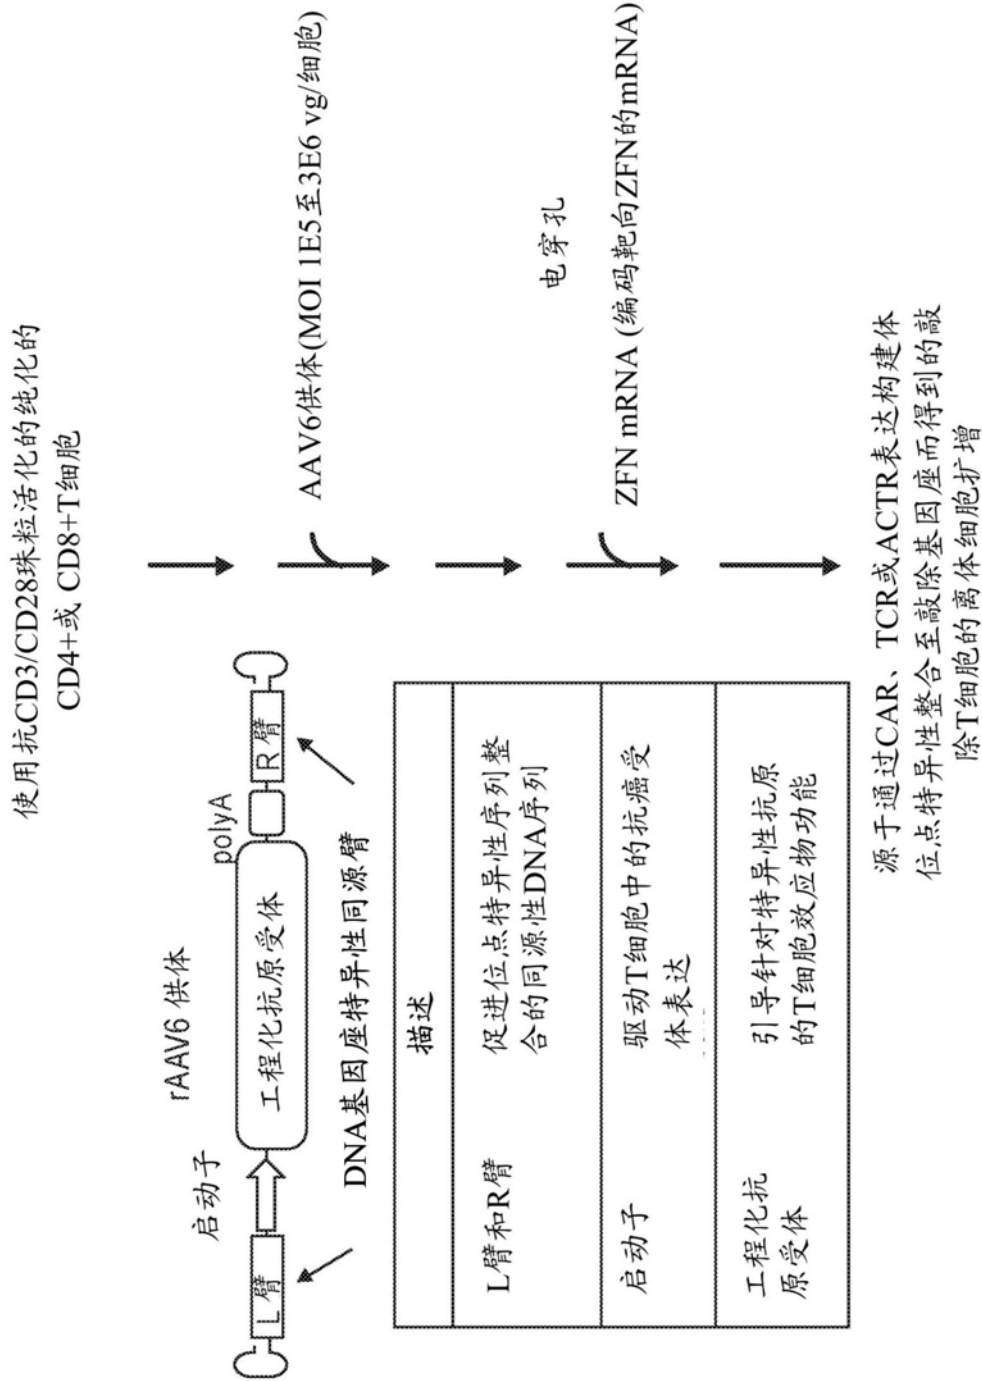 使用抗CD3/CD28珠粒活化的纯化的
CD4+或 CD8+T细胞
AAV6供体(MOI 1E5至3E6 vg/细胞)
电穿孔
ZFN mRNA (编码靶向ZFN的mRNA)
源于通过CAR、TCR或ACTR表达构建体
位点特异性整合至敲除基因座而得到的敲
除T细胞的离体细胞扩增
rAAV6 供体
启动子
polyA
L臂
工程化抗原受体
R臂
DNA基因座特异性同源臂
描述
L臂和R臂
促进位点特异性序列整
合的同源性DNA序列
启动子
驱动T细胞中的抗癌受
体表达
工程化抗
原受体
引导针对特异性抗原
的T细胞效应物功能